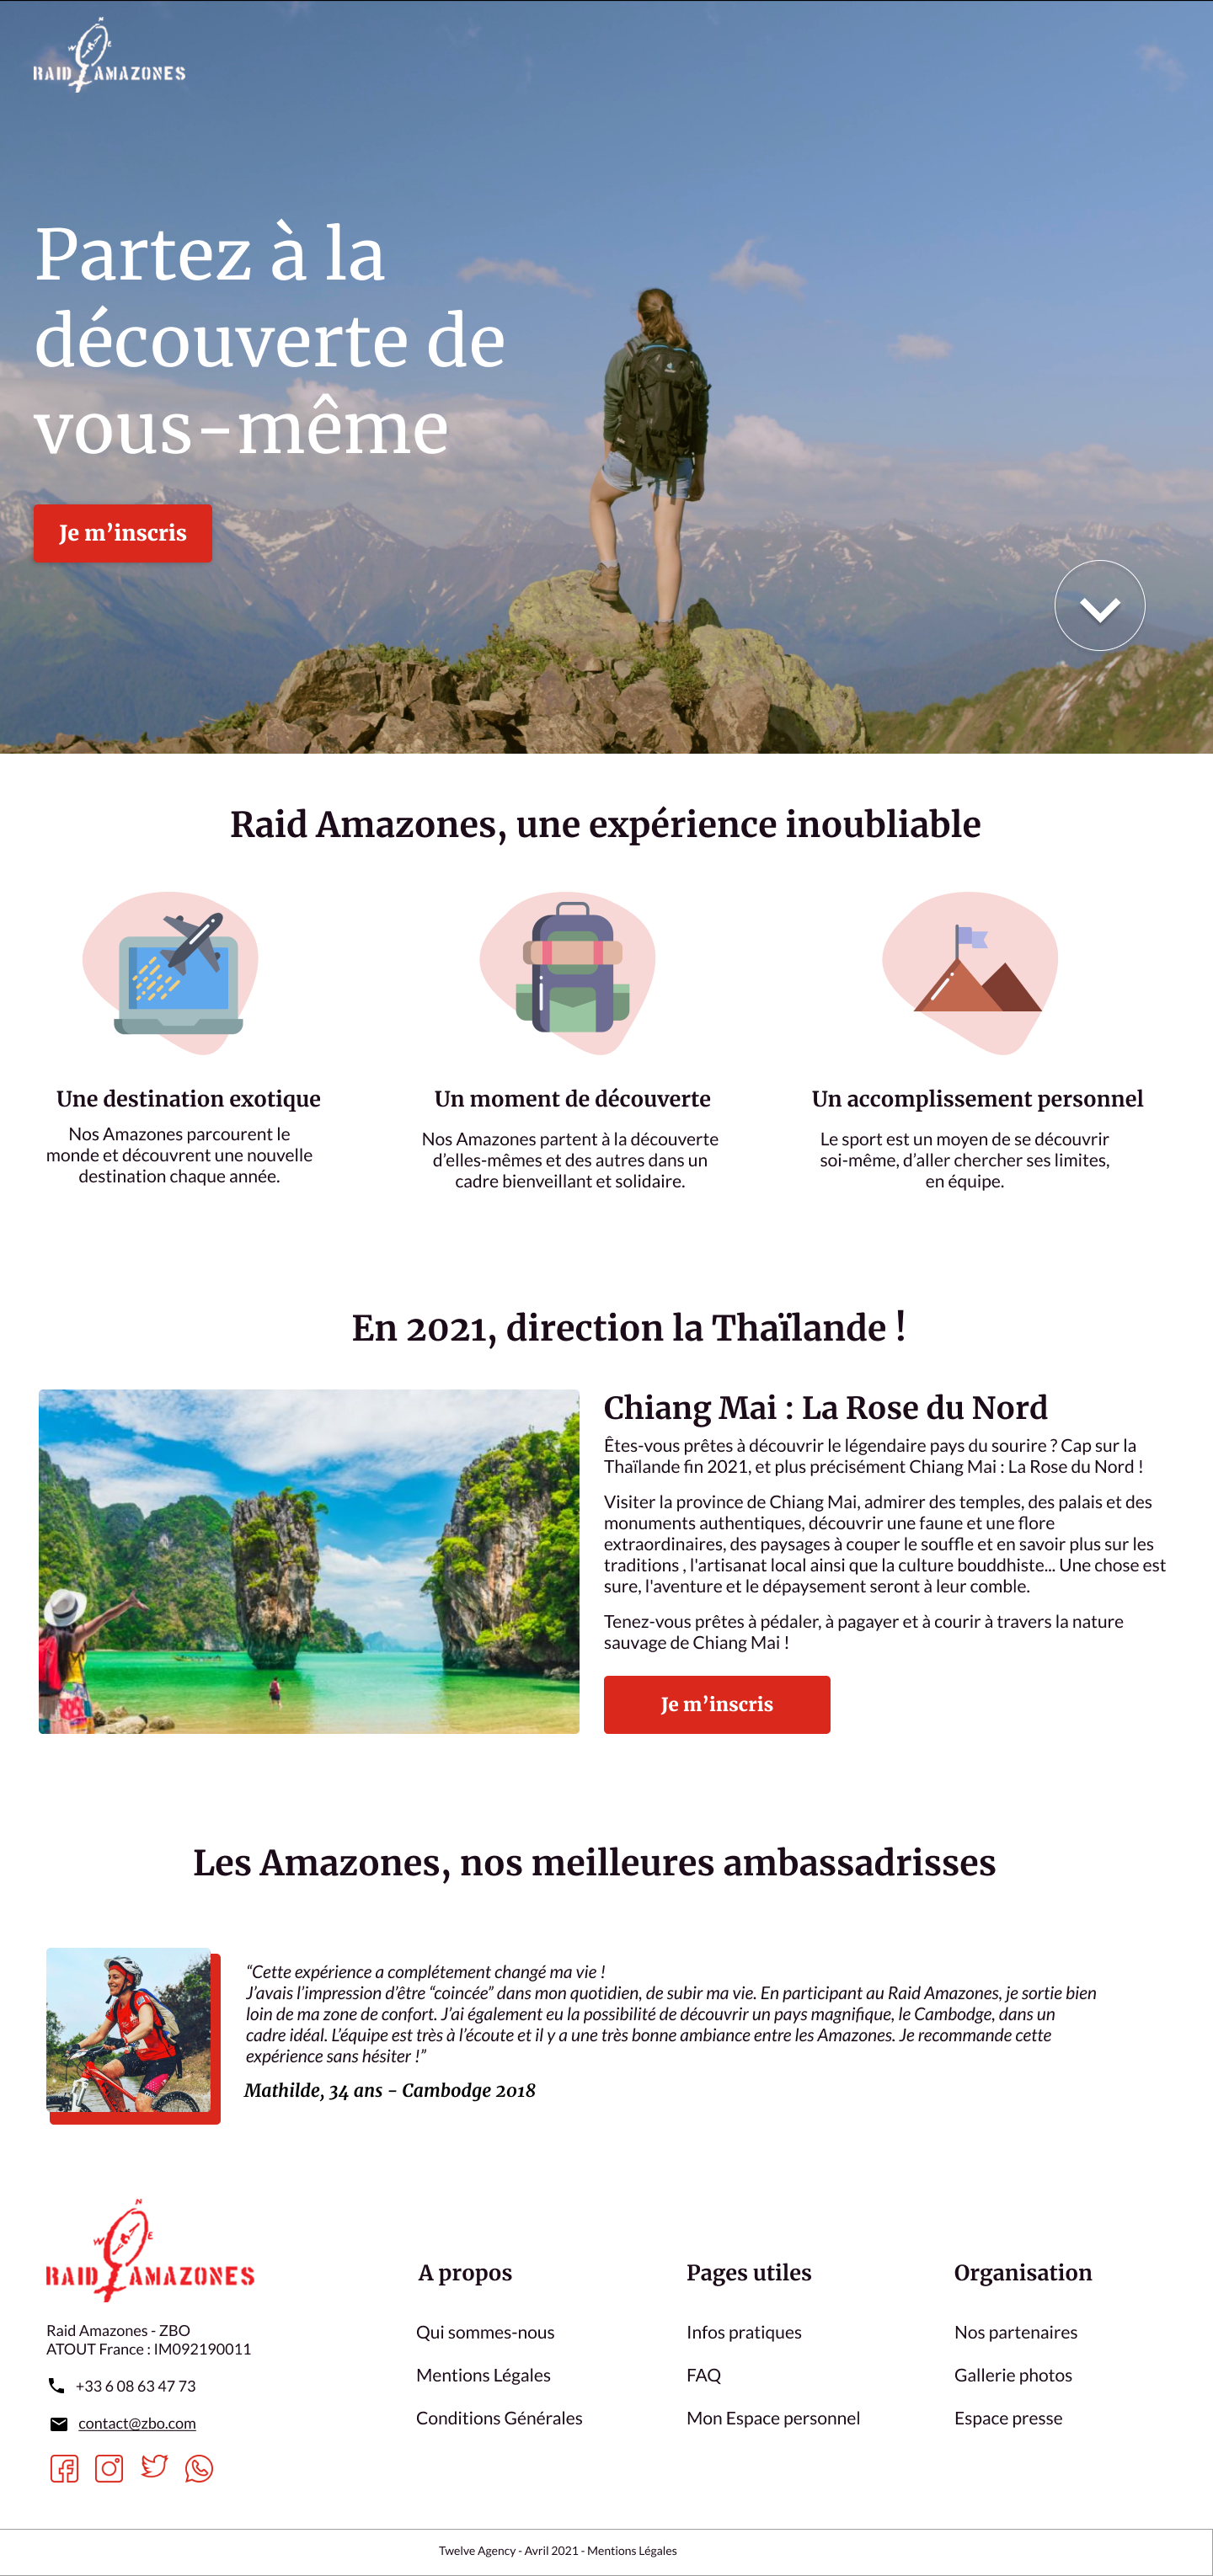 N
W
E
RAID AMAZONES
Partez à la
découverte de
vous-même
Je m’inscris
Raid Amazones, une expérience inoubliable
Une destination exotique
Nos Amazones parcourent le
monde et découvrent une nouvelle
destination chaque année.
Un moment de découverte
Nos Amazones partent à la découverte
d’elles-mêmes et des autres dans un
cadre bienveillant et solidaire.
Un accomplissement personnel
Le sport est un moyen de se découvrir
soi-même, d’aller chercher ses limites,
en équipe.
En 2021, direction la Thaïlande !
Chiang Mai : La Rose du Nord
Êtes-vous prêtes à découvrir le légendaire pays du sourire ? Cap sur la
Thaïlande fin 2021, et plus précisément Chiang Mai : La Rose du Nord !
Visiter la province de Chiang Mai, admirer des temples, des palais et des
monuments authentiques, découvrir une faune et une flore
extraordinaires, des paysages à couper le souffle et en savoir plus sur les
traditions , l'artisanat local ainsi que la culture bouddhiste... Une chose est
sure, l'aventure et le dépaysement seront à leur comble.
Tenez-vous prêtes à pédaler, à pagayer et à courir à travers la nature
sauvage de Chiang Mai !
Je m’inscris
Les Amazones, nos meilleures ambassadrisses
“Cette expérience a complétement changé ma vie !
J’avais l’impression d’être “coincée” dans mon quotidien, de subir ma vie. En participant au Raid Amazones, je sortie bien
loin de ma zone de confort. J’ai également eu la possibilité de découvrir un pays magnifique, le Cambodge, dans un
cadre idéal. L’équipe est très à l’écoute et il y a une très bonne ambiance entre les Amazones. Je recommande cette
expérience sans hésiter !”
Mathilde, 34 ans - Cambodge 2018
N
W
E
RAID AMAZONES
Raid Amazones - ZBO
ATOUT France : IM092190011
+33 6 08 63 47 73
contact@zbo.com
A propos
Qui sommes-nous
Mentions Légales
Conditions Générales
Pages utiles
Infos pratiques
FAQ
Mon Espace personnel
Organisation
Nos partenaires
Gallerie photos
Espace presse
Twelve Agency - Avril 2021 - Mentions Légales